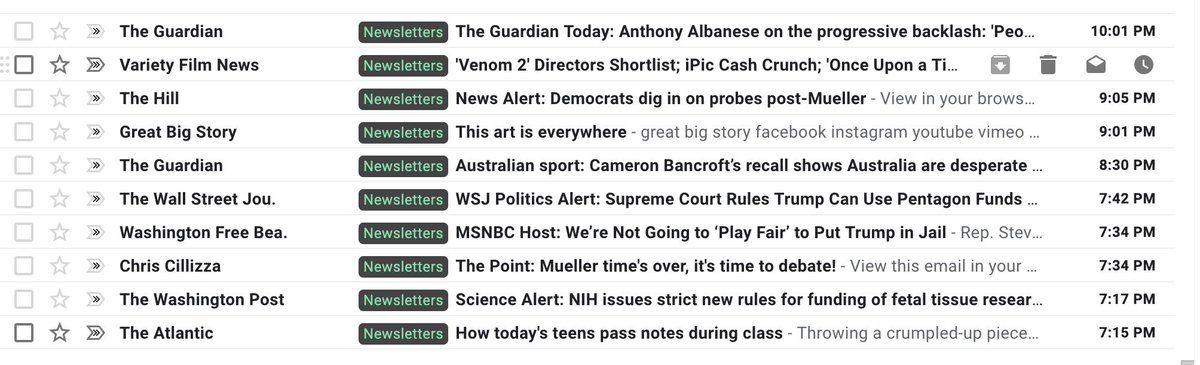 The Guardian Newsletters The Guardian Today: Anthony Albanese on the progressive backlash: 'Peo... 10:01 PM
Variety Film News Newsletters 'Venom 2' Directors Shortlist; iPic Cash Crunch; 'Once Upon a Ti...
The Hill Newsletters News Alert: Democrats dig in on probes post-Mueller - View in your brows... 9:05 PM
Great Big Story Newsletters This art is everywhere - great big story facebook instagram youtube vimeo ... 9:01 PM
The Guardian Newsletters Australian sport: Cameron Bancroft’s recall shows Australia are desperate ... 8:30 PM
The Wall Street Jou. Newsletters WSJ Politics Alert: Supreme Court Rules Trump Can Use Pentagon Funds ... 7:42 PM
Washington Free Bea. Newsletters MSNBC Host: We’re Not Going to ‘Play Fair’ to Put Trump in Jail - Rep. Stev... 7:34 PM
Chris Cillizza Newsletters The Point: Mueller time's over, it's time to debate! - View this email in your ... 7:34 PM
The Washington Post Newsletters Science Alert: NIH issues strict new rules for funding of fetal tissue resear... 7:17 PM
The Atlantic Newsletters How today's teens pass notes during class - Throwing a crumpled-up piece... 7:15 PM